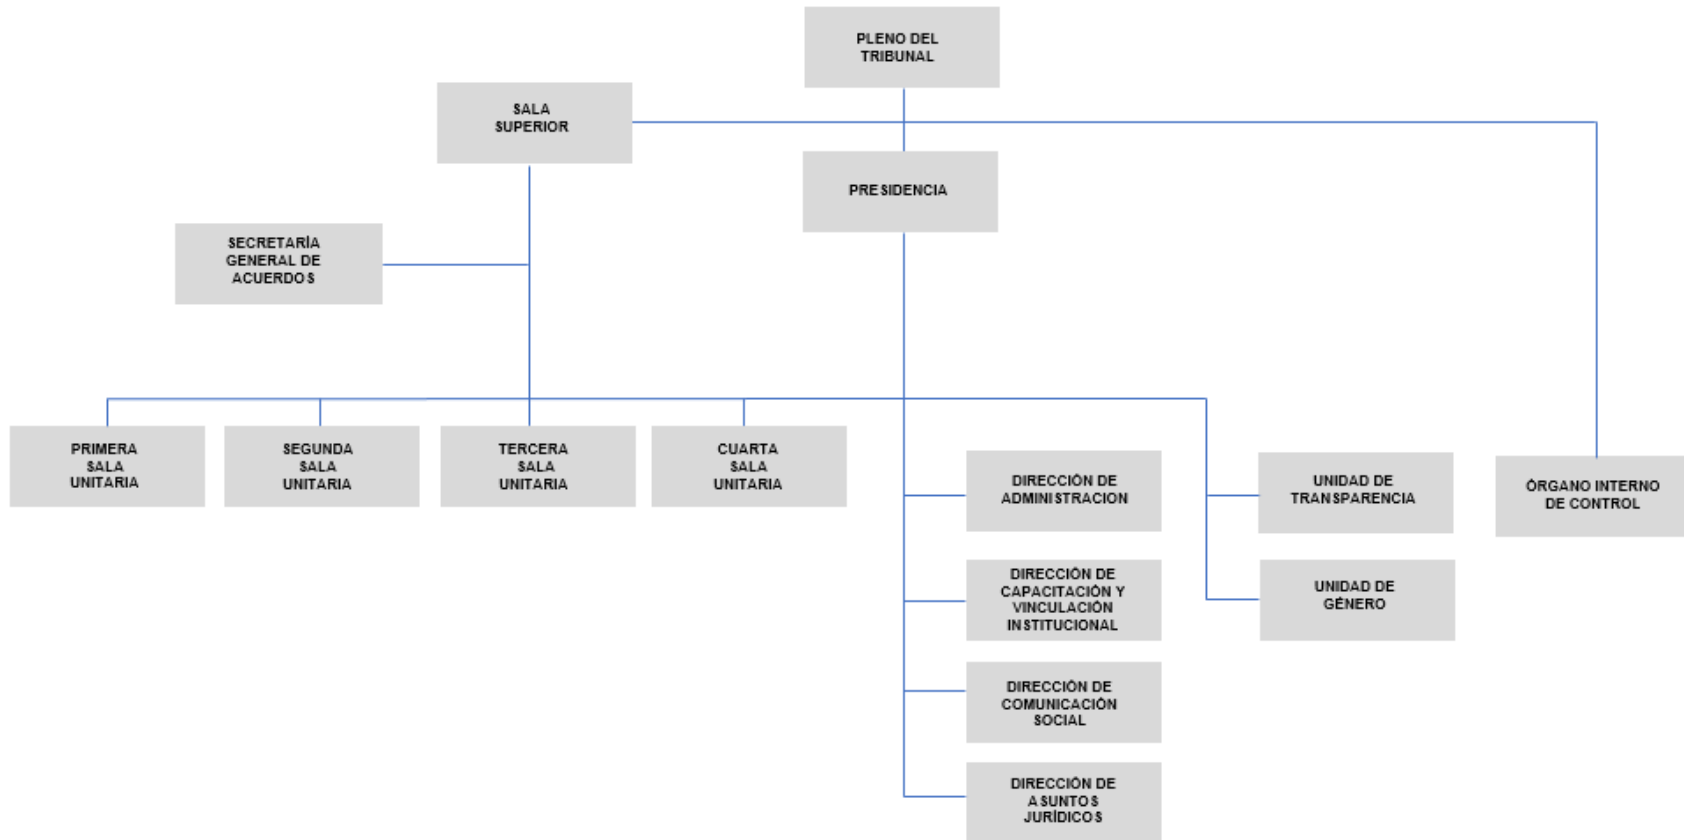 PLENO DEL
TRIBUNAL
SALA
SUPERIOR
PRESIDENCIA
SECRETARÍA
GENERAL DE
ACUERDOS
PRIMERA
SALA
UNITARIA
SEGUNDA
SALA
UNITARIA
TERCERA
SALA
UNITARIA
CUARTA
SALA
UNITARIA
DIRECCIÓN DE
ADMINISTRACION
UNIDAD DE
TRANSPARENCIA
ÓRGANO INTERNO
DE CONTROL
DIRECCIÓN DE
CAPACITACIÓN Y
VINCULACIÓN
INSTITUCIONAL
UNIDAD DE
GÉNERO
DIRECCIÓN DE
COMUNICACIÓN
SOCIAL
DIRECCIÓN DE
ASUNTOS
JURÍDICOS